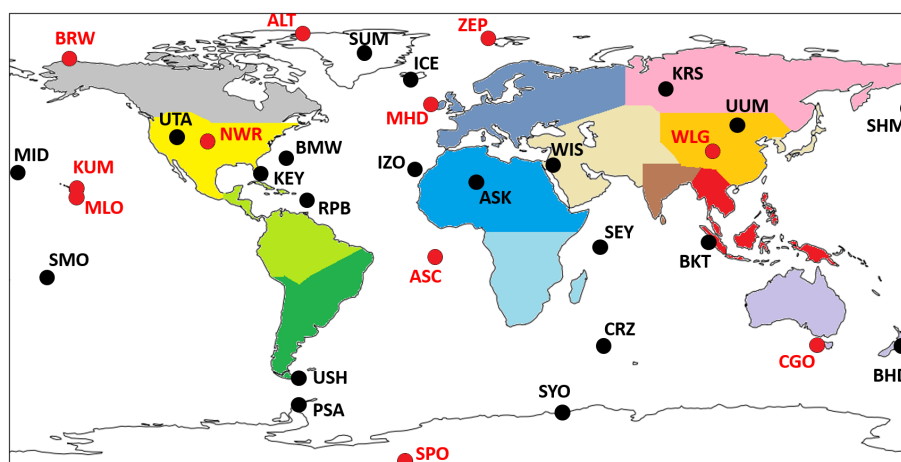 ALT
ZEP
BRW
SUM
ICE
KRS
MHD
UUM
UTA
NWR
SHM
WLG
BMW
WIS
MID
IZO
KUM
KEY
ASK
MLO
RPB
SEY
SMO
ASC
BKT
CRZ
CGO
USH
BHD
PSA
SYO
SPO